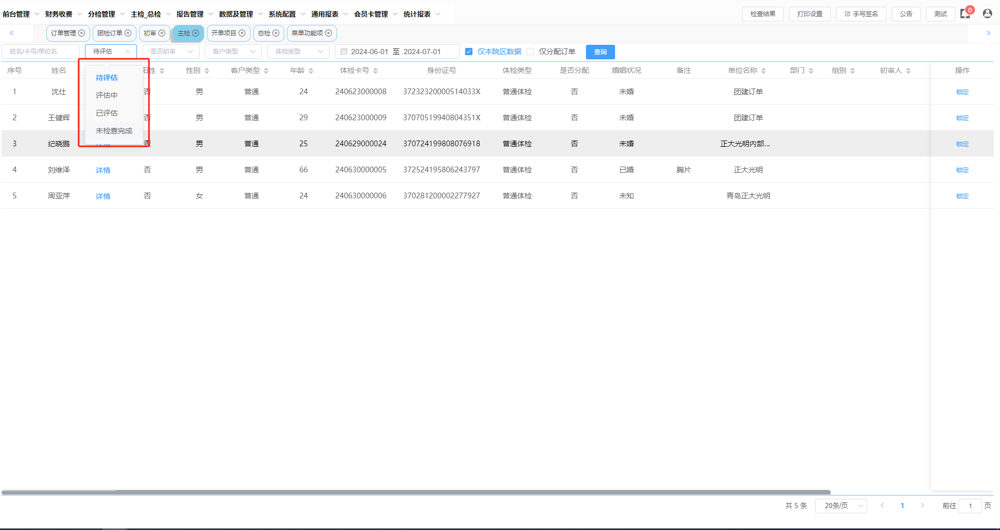 前台管理 财务收费 分检管理 主检_总检 报告管理 数据及管理 系统配置 通用报表 会员卡管理 统计报表 检查结果 打印设置 手写签名 公告 测试 0
订单管理 团检订单 初审 主检 开单项目 总检 菜单功能项
姓名/卡号/单位名 待评估 是否初审 客户类型 体检类型 2024-06-01 至 2024-07-01 仅本院区数据 仅分配订单 查询
序号 姓名 阳性 性别 客户类型 年龄 体检卡号 身份证号 体检类型 是否分配 婚姻状况 备注 单位名称 部门 组别 初审人 操作
待评估
评估中
已评估
未检查完成
1 沈仕 否 男 普通 24 240623000008 37232320000514033X 普通体检 否 未婚 团建订单 锁定
2 王健辉 否 男 普通 29 240623000009 37070519940804351X 普通体检 否 未婚 团建订单 锁定
3 纪晓鹏 详情 否 男 普通 25 240629000024 370724199808076918 普通体检 否 未婚 正大光明内部... 锁定
4 刘维泽 详情 否 男 普通 66 240630000005 372524195806243797 普通体检 否 已婚 胸片 正大光明 锁定
5 周亚萍 详情 否 女 普通 24 240630000006 370281200002277927 普通体检 否 未知 青岛正大光明 锁定
共 5 条 20条/页 1 前往 1 页